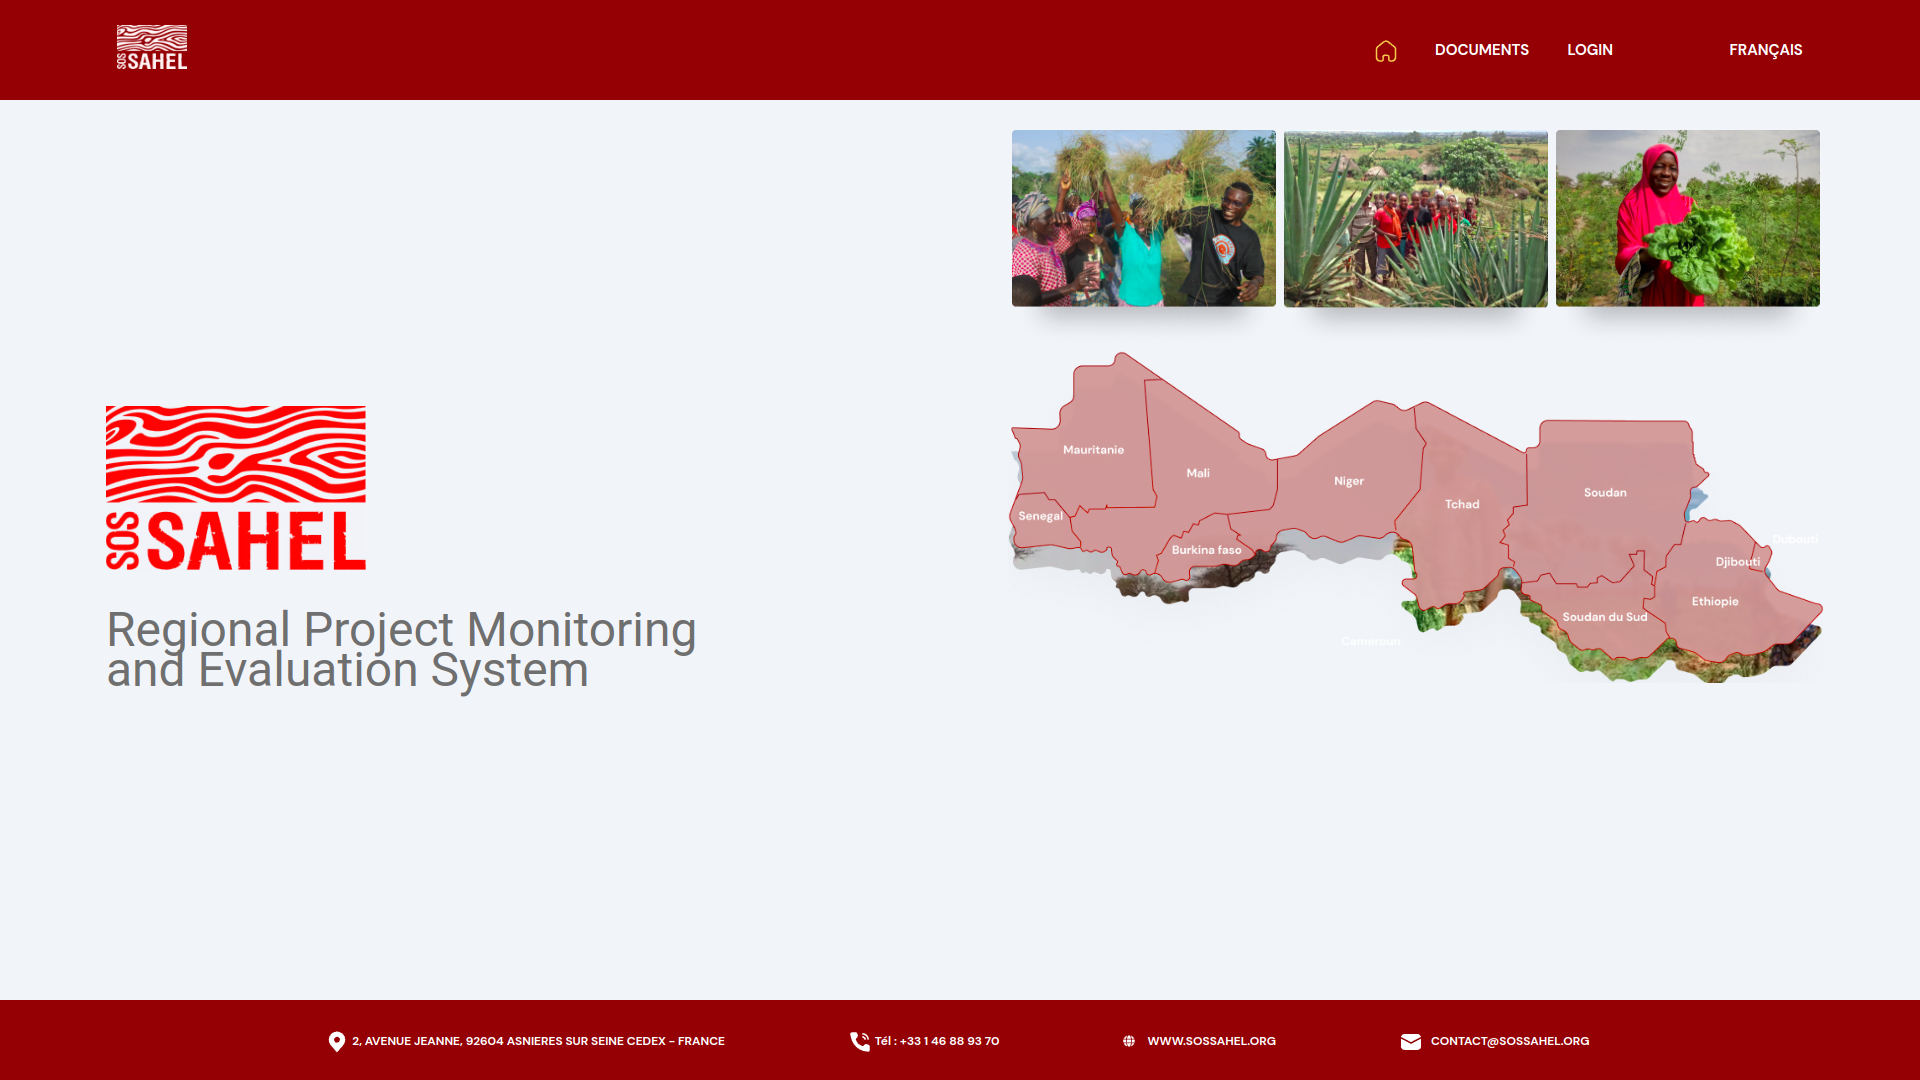 SOS SAHEL
DOCUMENTS
LOGIN
FRANÇAIS
SOS SAHEL
Regional Project Monitoring
and Evaluation System
Mauritanie
Mali
Niger
Tchad
Soudan
Senegal
Burkina faso
Dubouti
Djibouti
Ethiopie
Soudan du Sud
Cameroun
2, AVENUE JEANNE, 92604 ASNIERES SUR SEINE CEDEX - FRANCE
Tél : +33 1 46 88 93 70
WWW.SOSSAHEL.ORG
CONTACT@SOSSAHEL.ORG